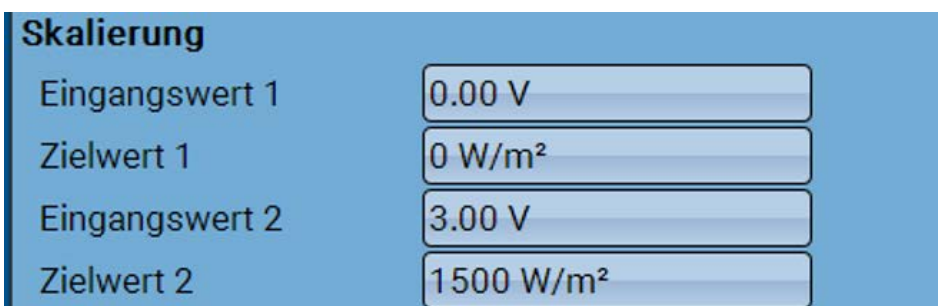 Skalierung
Eingangswert 1 0.00 V
Zielwert 1 0 W/m²
Eingangswert 2 3.00 V
Zielwert 2 1500 W/m²